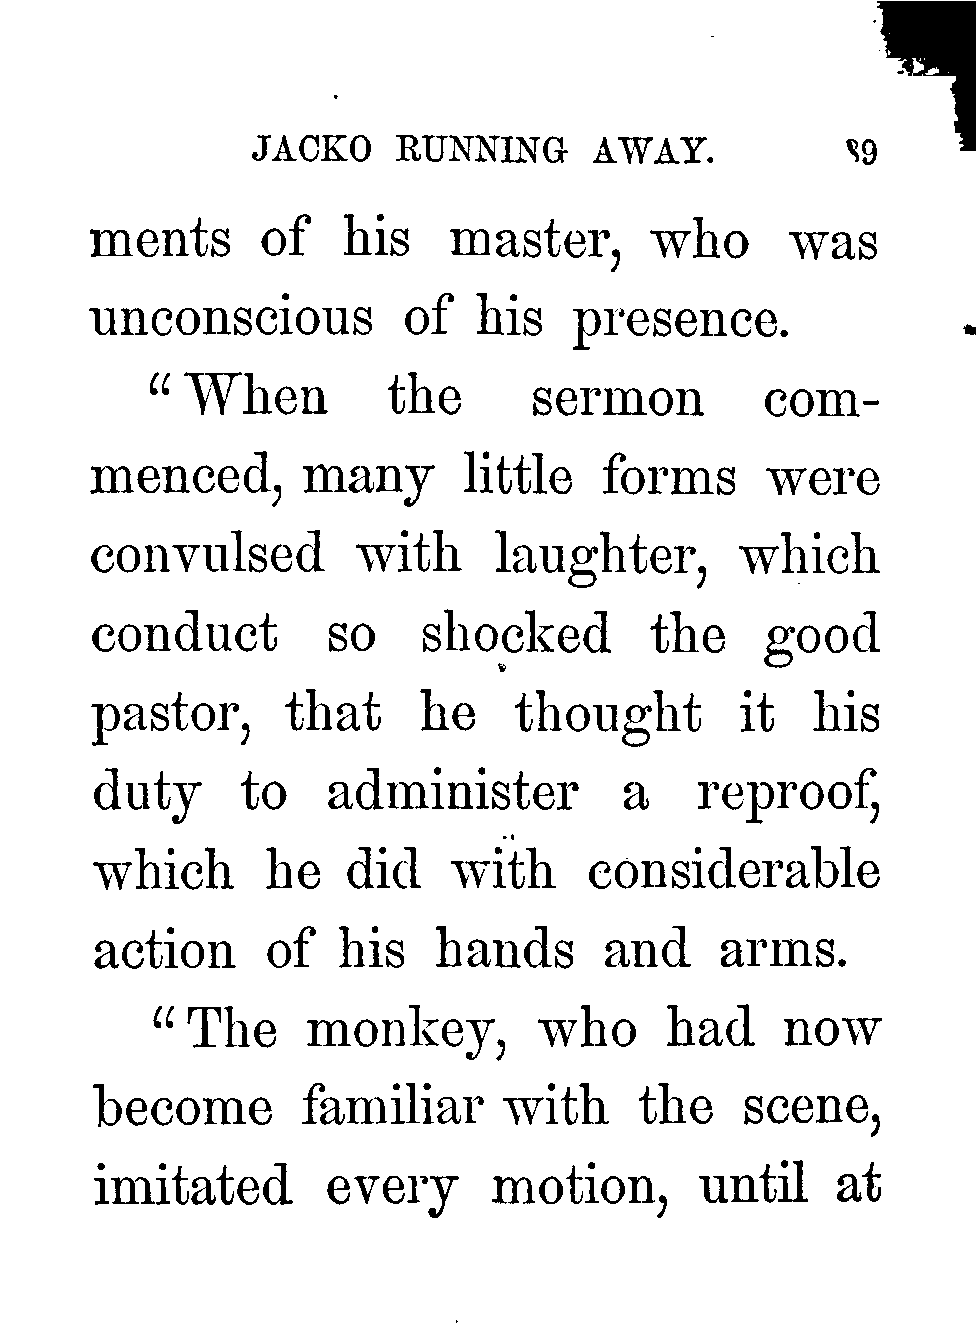 JACKO RUNNING AWAY. 89
ments of his master, who was
unconscious of his presence.
“When the sermon com-
menced, many little forms were
convulsed with laughter, which
conduct so shocked the good
pastor, that he thought it his
duty to administer a reproof,
which he did with considerable
action of his hands and arms.
“The monkey, who had now
become familiar with the scene,
imitated every motion, until at